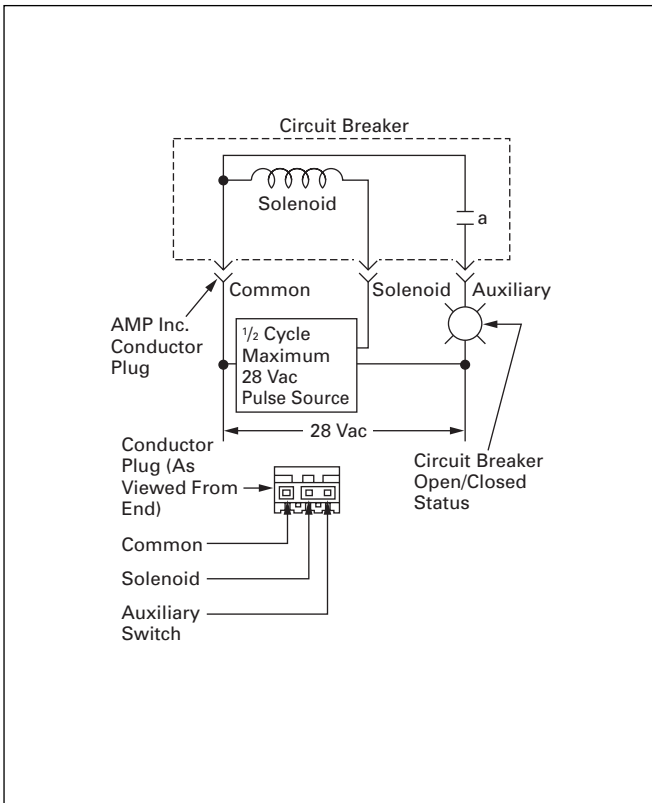 Circuit Breaker
Solenoid
a
Common
Solenoid
Auxiliary
AMP Inc.
Conductor
Plug
1/2 Cycle
Maximum
28 Vac
Pulse Source
28 Vac
Conductor
Plug (As
Viewed From
End)
Circuit Breaker
Open/Closed
Status
Common
Solenoid
Auxiliary
Switch